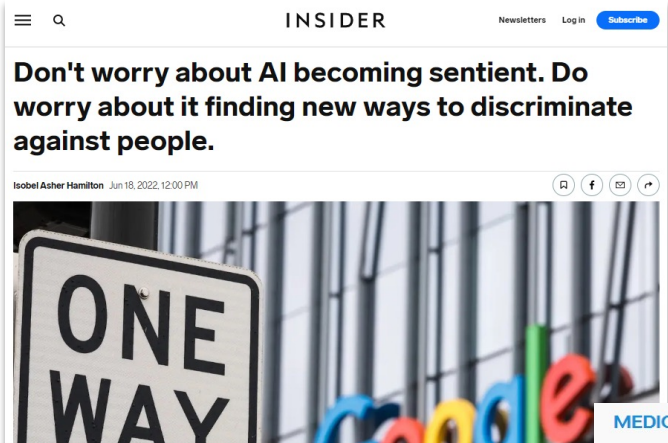 INSIDER
Newsletters Log in Subscribe
Don't worry about AI becoming sentient. Do
worry about it finding new ways to discriminate
against people.
Isobel Asher Hamilton Jun 18, 2022, 12:00 PM
f
ONE
WAY
Google